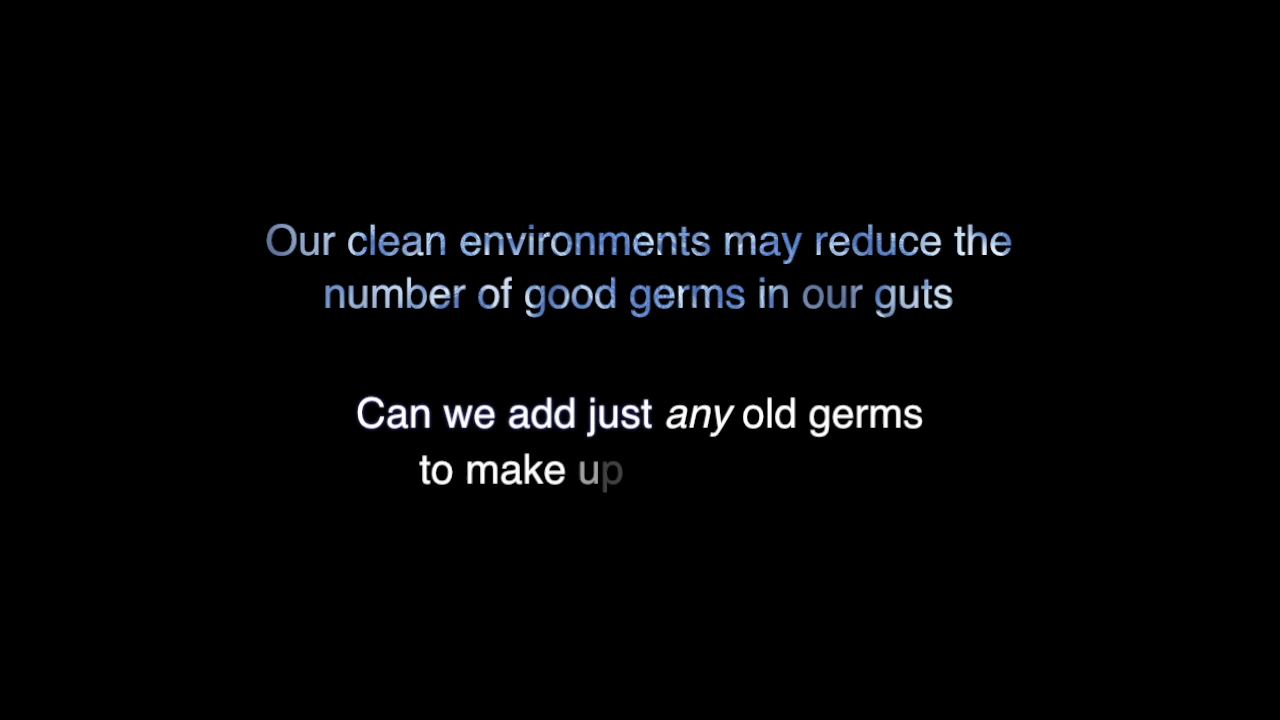 Our clean environments may reduce the
number of good germs in our guts
Can we add just any old germs
to make up